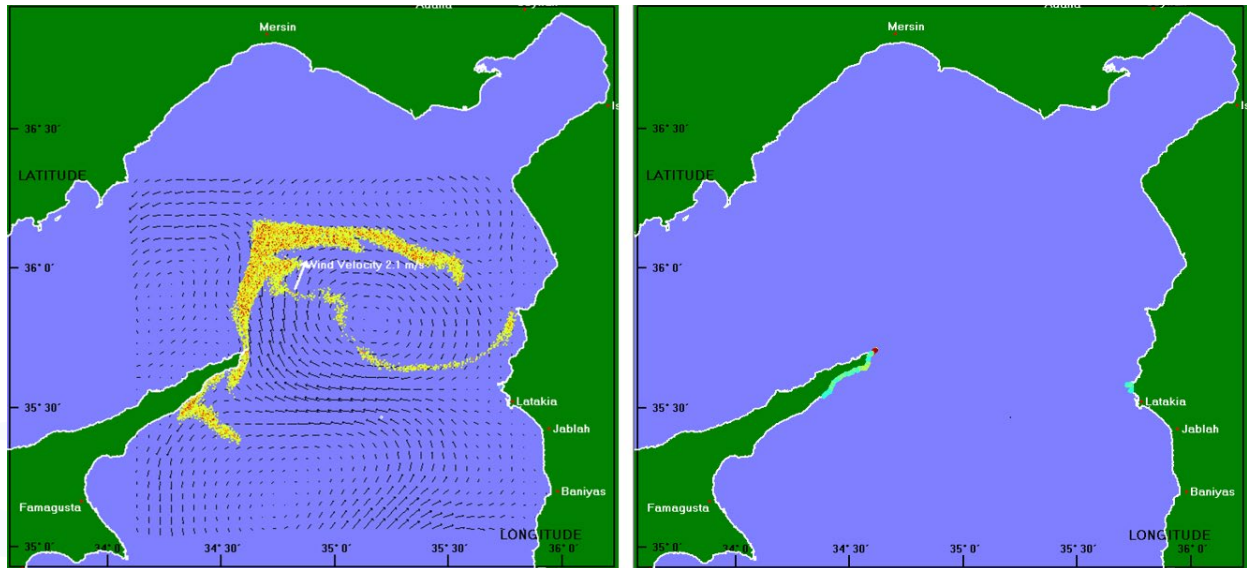 Mersin
36° 30´
LATITUDE
36° 0´
Wind Velocity 2.1 m/s
35° 30´
Latakia
Jablah
Baniyas
Famagusta
LONGITUDE
35° 0´
34° 30´
35° 0´
35° 30´
36° 0´
Mersin
36° 30´
LATITUDE
36° 0´
35° 30´
Latakia
Jablah
Baniyas
Famagusta
LONGITUDE
35° 0´
34° 30´
35° 0´
35° 30´
36° 0´